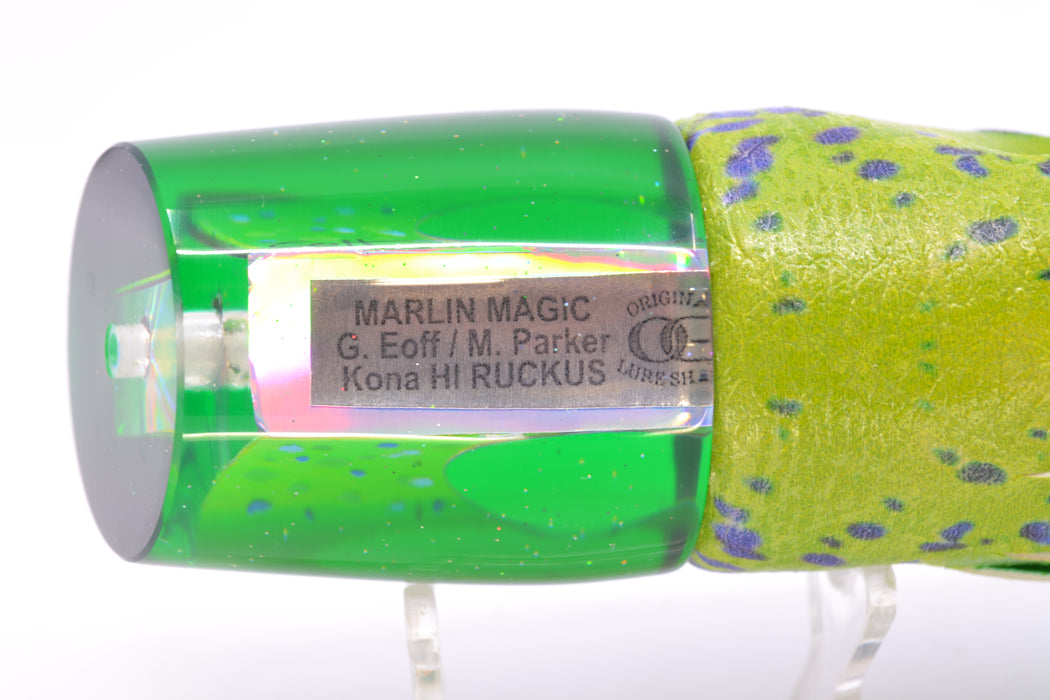 MARLIN MAGIC
G. Eoff / M. Parker
Kona HI RUCKUS